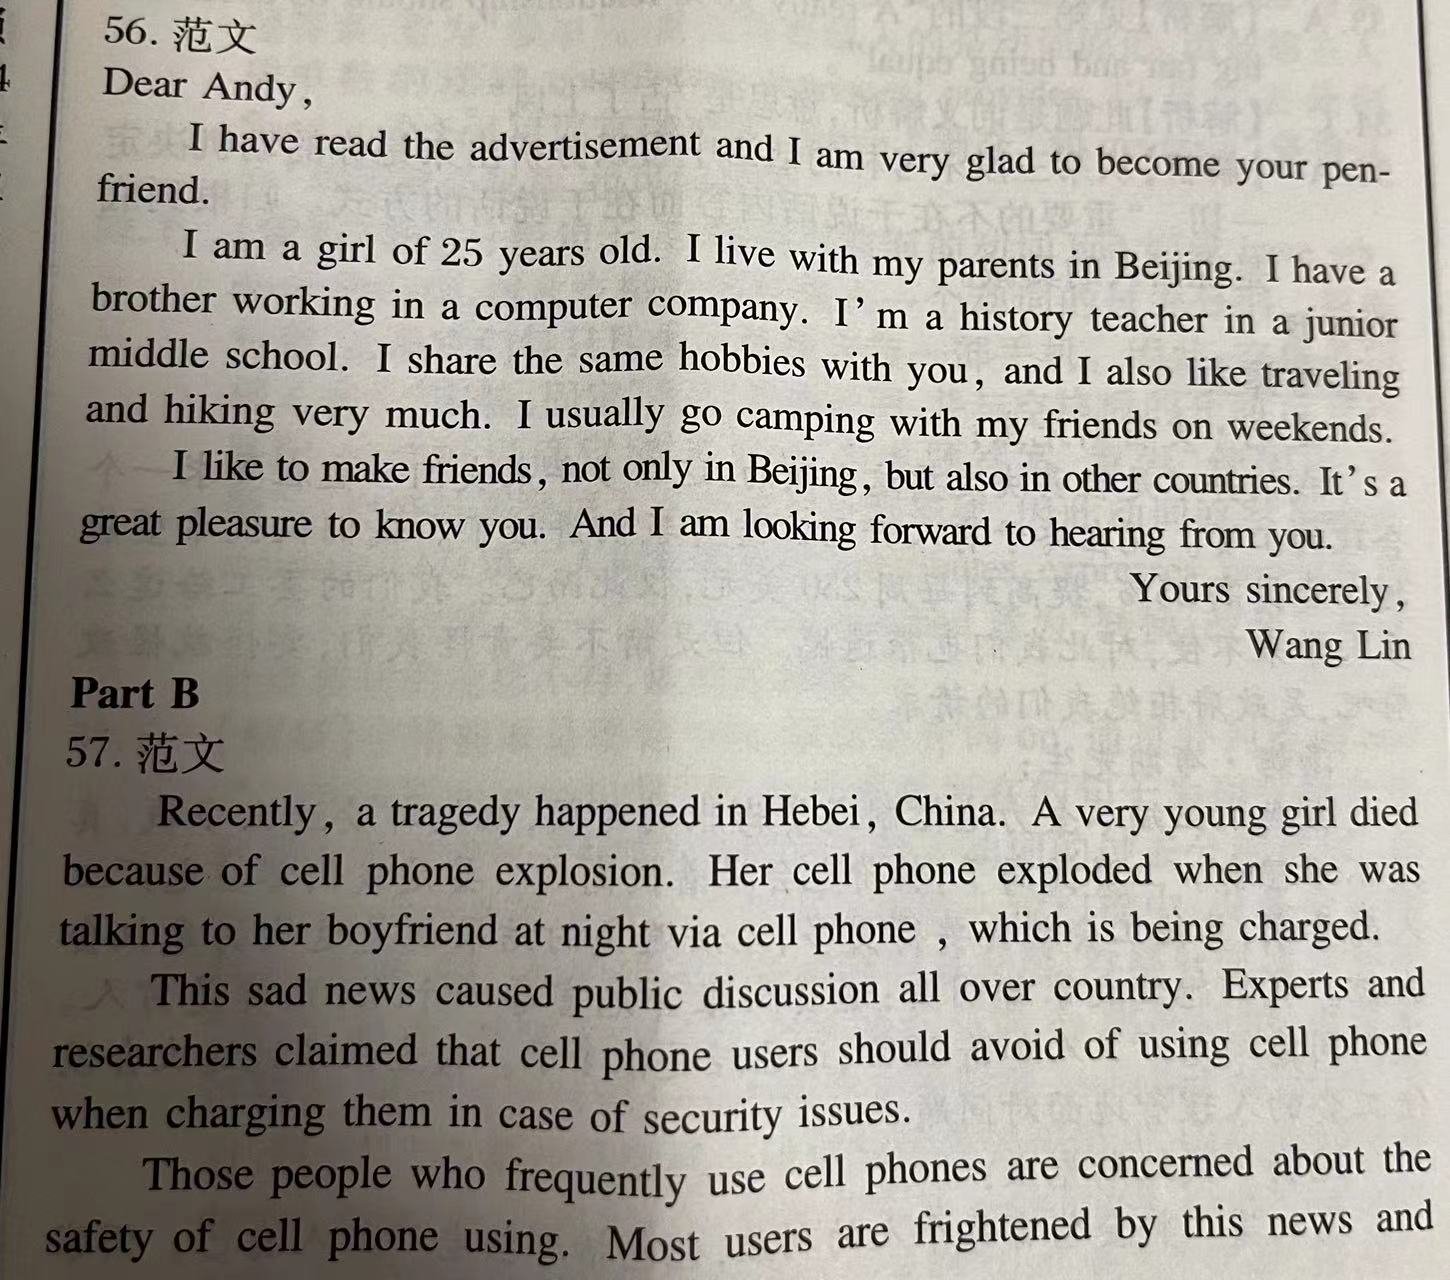 56. 范文
Dear Andy,
I have read the advertisement and I am very glad to become your pen-
friend.
I am a girl of 25 years old. I live with my parents in Beijing. I have a
brother working in a computer company. I'm a history teacher in a junior
middle school. I share the same hobbies with you, and I also like traveling
and hiking very much. I usually go camping with my friends on weekends.
I like to make friends, not only in Beijing, but also in other countries. It's a
great pleasure to know you. And I am looking forward to hearing from you.
Yours sincerely,
Wang Lin
Part B
57. 范文
Recently, a tragedy happened in Hebei, China. A very young girl died
because of cell phone explosion. Her cell phone exploded when she was
talking to her boyfriend at night via cell phone , which is being charged.
This sad news caused public discussion all over country. Experts and
researchers claimed that cell phone users should avoid of using cell phone
when charging them in case of security issues.
Those people who frequently use cell phones are concerned about the
safety of cell phone using. Most users are frightened by this news and